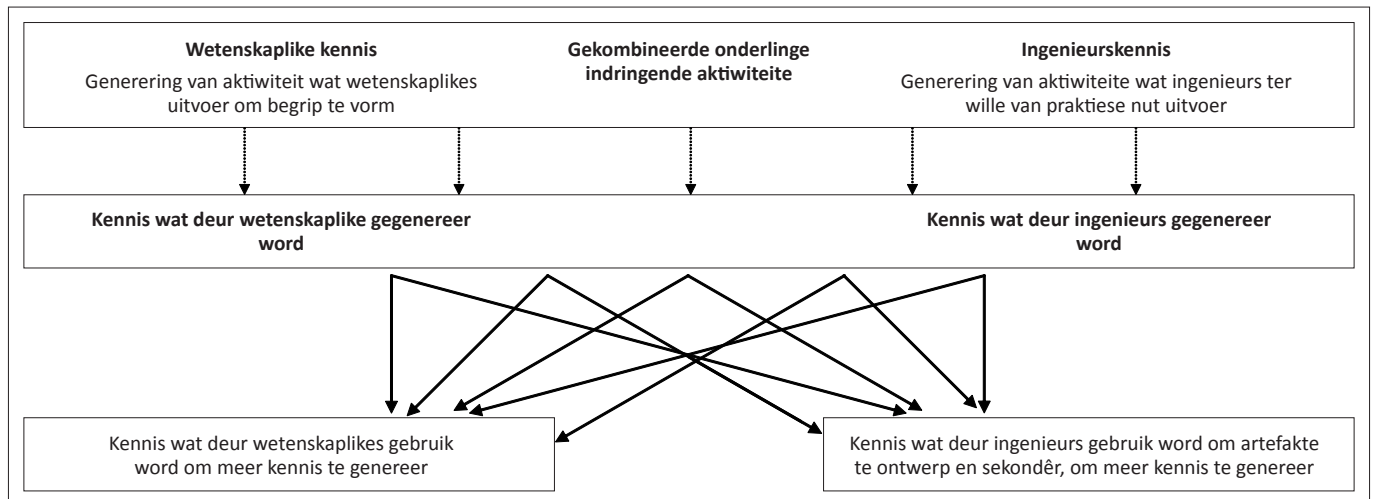 Wetenskaplike kennis
Generering van aktiwiteit wat wetenskaplikes
uitvoer om begrip te vorm
Gekombineerde onderlinge
indringende aktiwiteite
Ingenieurskennis
Generering van aktiwiteite wat ingenieurs ter
wille van praktiese nut uitvoer
Kennis wat deur wetenskaplike gegenereer
word
Kennis wat deur ingenieurs gegenereer
word
Kennis wat deur wetenskaplikes gebruik
word om meer kennis te genereer
Kennis wat deur ingenieurs gebruik word om artefakte
te ontwerp en sekondêr, om meer kennis te genereer